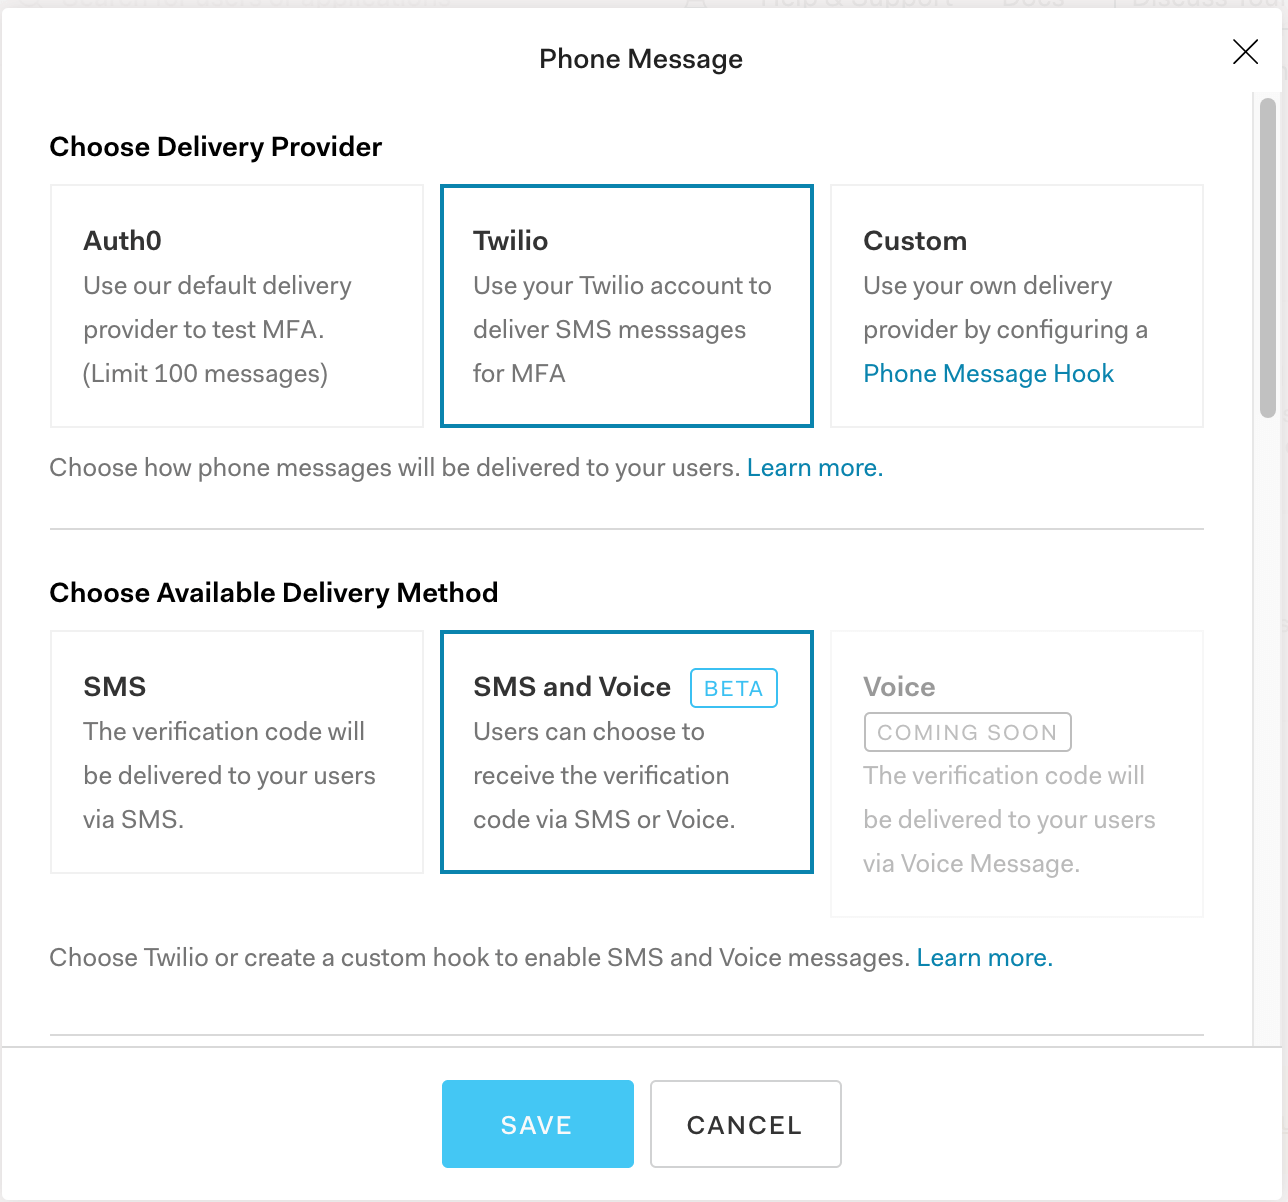 Phone Message
Choose Delivery Provider
Auth0
Use our default delivery
provider to test MFA.
(Limit 100 messages)
Twilio
Use your Twilio account to
deliver SMS messsages
for MFA
Custom
Use your own delivery
provider by configuring a
Phone Message Hook
Choose how phone messages will be delivered to your users. Learn more.
Choose Available Delivery Method
SMS
The verification code will
be delivered to your users
via SMS.
SMS and Voice BETA
Users can choose to
receive the verification
code via SMS or Voice.
Voice
COMING SOON
The verification code will
be delivered to your users
via Voice Message.
Choose Twilio or create a custom hook to enable SMS and Voice messages. Learn more.
SAVE CANCEL